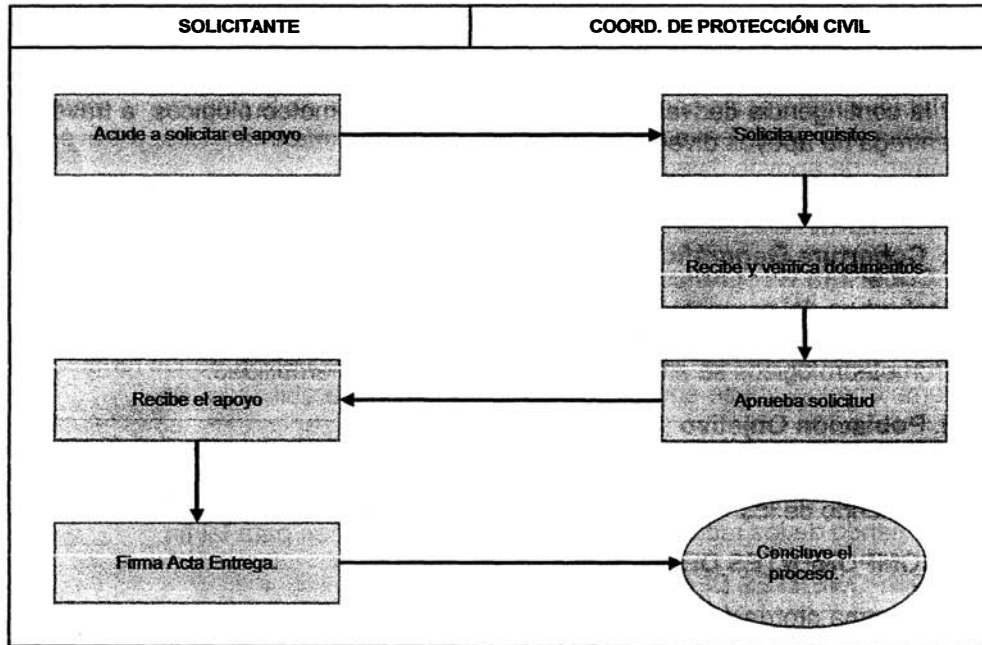 SOLICITANTE
COORD. DE PROTECCIÓN CIVIL
Acude a solicitar el apoyo
Solicita requisitos.
Recibe y verifica documentos
Aprueba solicitud
Recibe el apoyo
Firma Acta Entrega.
Concluye el
proceso.